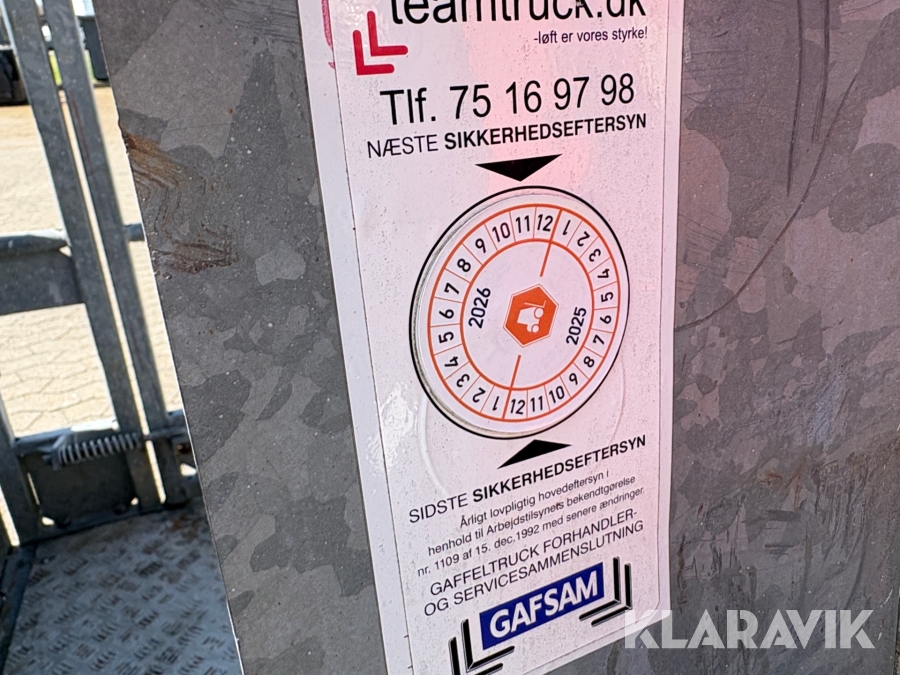 teamtruck.dk
-løft er vores styrke!
Tlf. 75 16 97 98
NÆSTE SIKKERHEDSEFTERSYN
1 2 3 4 5 6 7 8 9 10 11 12
2026
2025
1 2 3 4 5 6 7 8 9 10 11 12
SIDSTE SIKKERHEDSEFTERSYN
Årligt lovpligtig hovedeftersyn i
henhold til Arbejdstilsynets bekendtgørelse
nr. 1109 af 15. dec. 1992 med senere ændringer
GAFFELTRUCK FORHANDLER-
OG SERVICESAMMENSLUTNING
GAFSAM
KLARAVIK